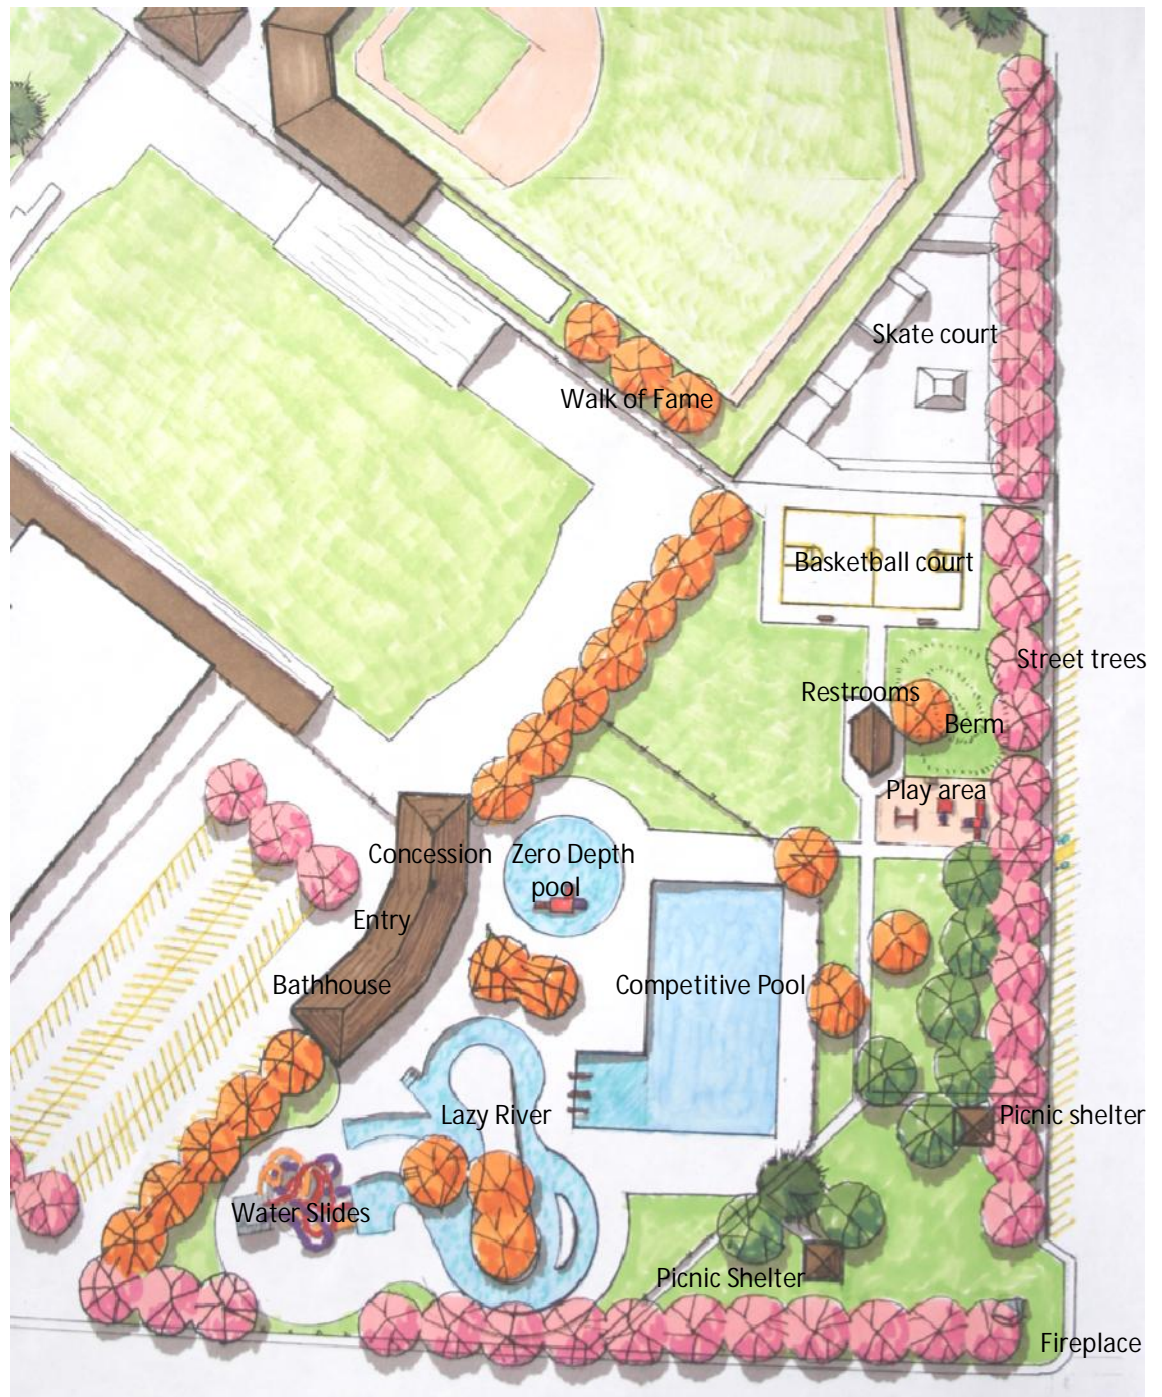 Skate court
Walk of Fame
Basketball court
Street trees
Restrooms
Berm
Play area
Concession
Zero Depth
pool
Entry
Bathhouse
Competitive Pool
Lazy River
Picnic shelter
Water Slides
Picnic Shelter
Fireplace